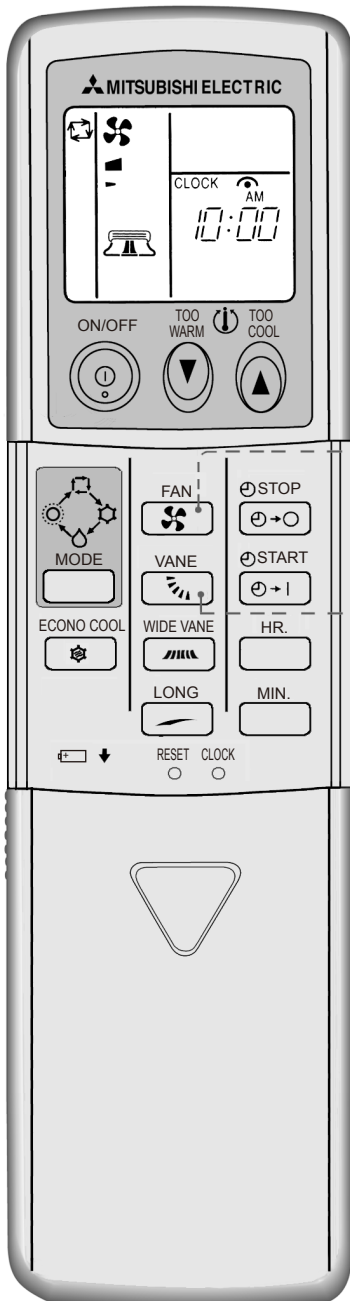 MITSUBISHI ELECTRIC
CLOCK
AM
10:00
ON/OFF
TOO WARM
TOO COOL
FAN
STOP
MODE
VANE
START
ECONO COOL
WIDE VANE
HR.
LONG
MIN.
RESET CLOCK